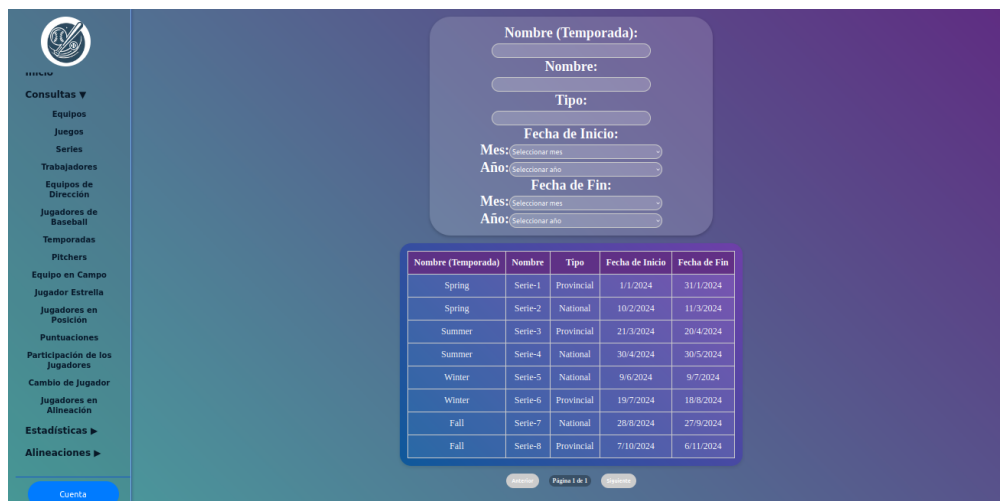 Inicio
Consultas ▼
Equipos
Juegos
Series
Trabajadores
Equipos de
Dirección
Jugadores de
Baseball
Temporadas
Pitchers
Equipo en Campo
Jugador Estrella
Jugadores en
Posición
Puntuaciones
Participación de los
Jugadores
Cambio de Jugador
Jugadores en
Alineación
Estadísticas ▶
Alineaciones ▶
Cuenta
Nombre (Temporada):
Nombre:
Tipo:
Fecha de Inicio:
Mes: Seleccionar mes
Año: Seleccionar año
Fecha de Fin:
Mes: Seleccionar mes
Año: Seleccionar año
Nombre (Temporada) Nombre Tipo Fecha de Inicio Fecha de Fin
Spring Serie-1 Provincial 1/1/2024 31/1/2024
Spring Serie-2 National 10/2/2024 11/3/2024
Summer Serie-3 Provincial 21/3/2024 20/4/2024
Summer Serie-4 National 30/4/2024 30/5/2024
Winter Serie-5 National 9/6/2024 9/7/2024
Winter Serie-6 Provincial 19/7/2024 18/8/2024
Fall Serie-7 National 28/8/2024 27/9/2024
Fall Serie-8 Provincial 7/10/2024 6/11/2024
Anterior Página 1 de 1 Siguiente